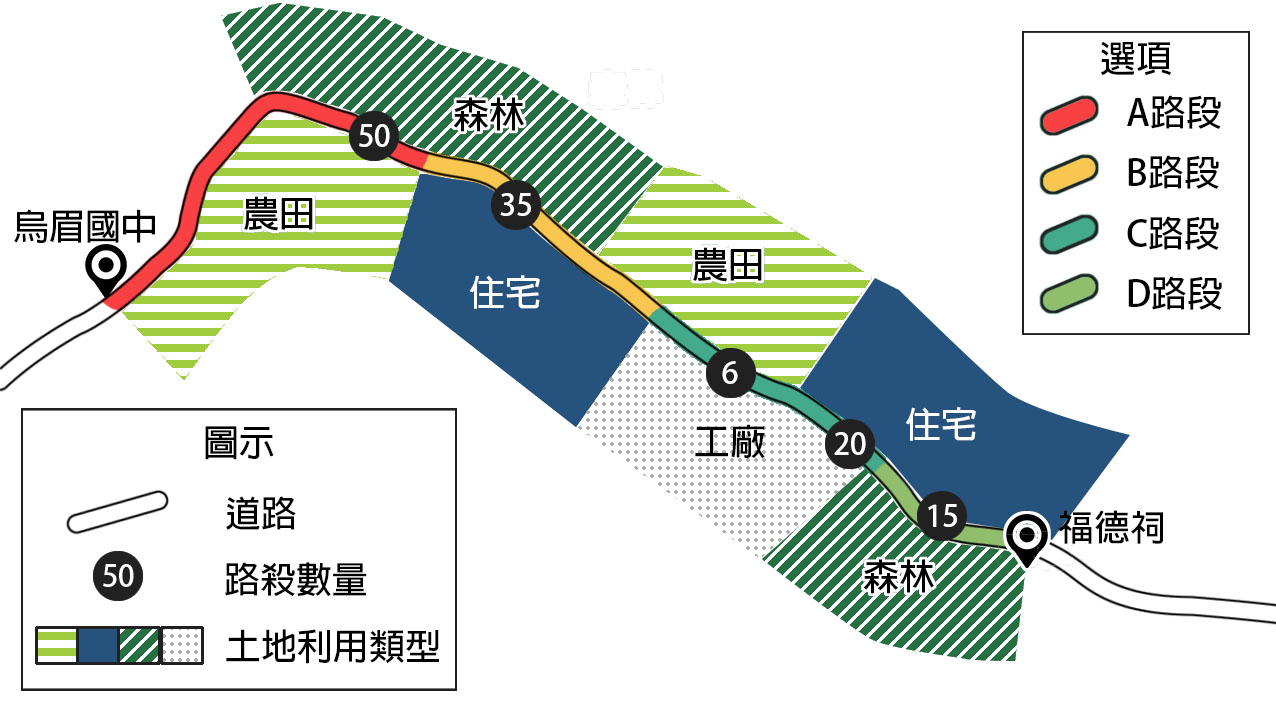 選項
A路段
B路段
C路段
D路段
森林
50
35
農田
烏眉國中
農田
住宅
6
工廠
20
住宅
15
福德祠
森林
圖示
道路
50
路殺數量
土地利用類型